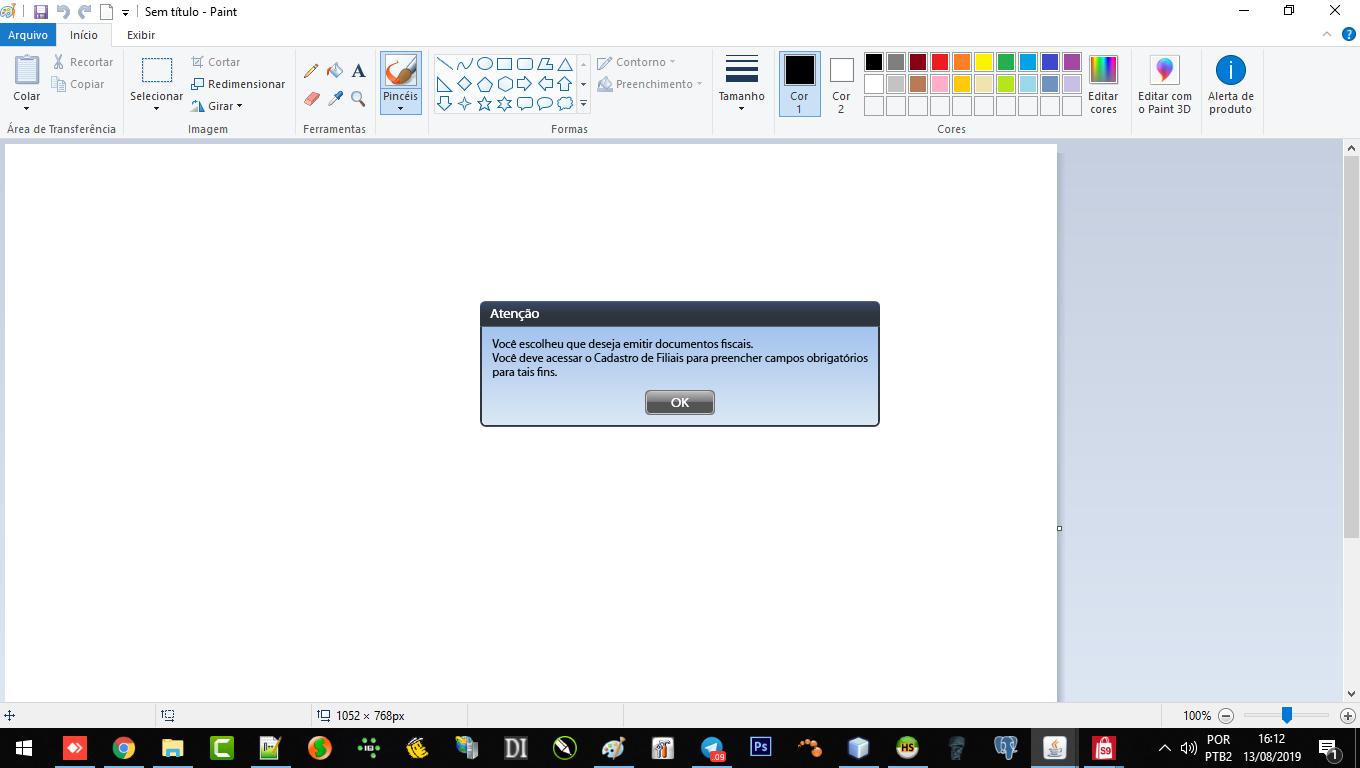 Sem título - Paint
Arquivo
Início
Exibir
Colar
Recortar
Copiar
Área de Transferência
Selecionar
Cortar
Redimensionar
Girar
Imagem
A
Ferramentas
Pincéis
Contorno
Preenchimento
Formas
Tamanho
Cor
1
Cor
2
Editar
cores
Cores
Editar com
o Paint 3D
Alerta de
produto
Atenção
Você escolheu que deseja emitir documentos fiscais.
Você deve acessar o Cadastro de Filiais para preencher campos obrigatórios
para tais fins.
OK
1052 × 768px
100%
DI
.09
Ps
HS
S9
POR
PTB2
16:12
13/08/2019
1